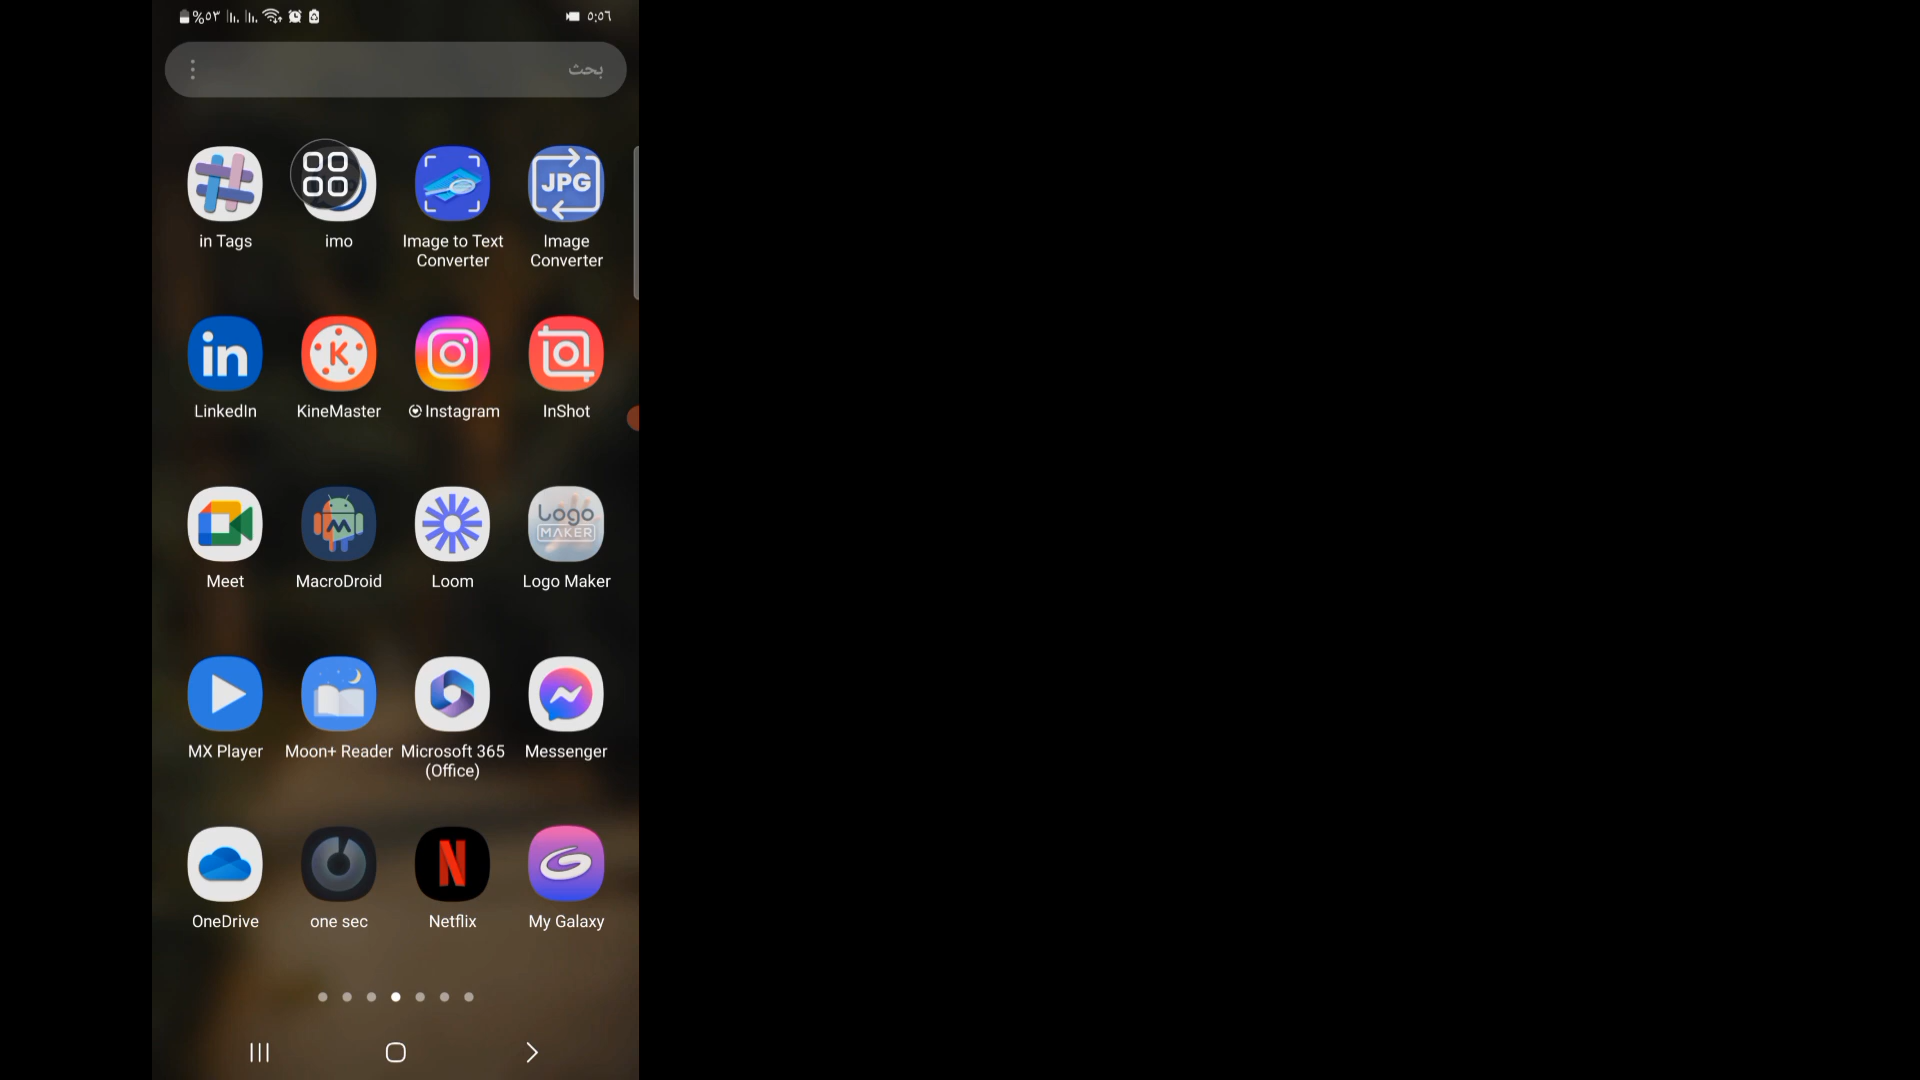 %٥٣
٥:٥٦
بحث
in Tags
imo
Image to Text
Converter
JPG
Image
Converter
in
LinkedIn
K
KineMaster
Instagram
InShot
Meet
M
MacroDroid
Loom
Logo
MAKER
Logo Maker
MX Player
Moon+ Reader
Microsoft 365
(Office)
Messenger
OneDrive
one sec
N
Netflix
My Galaxy